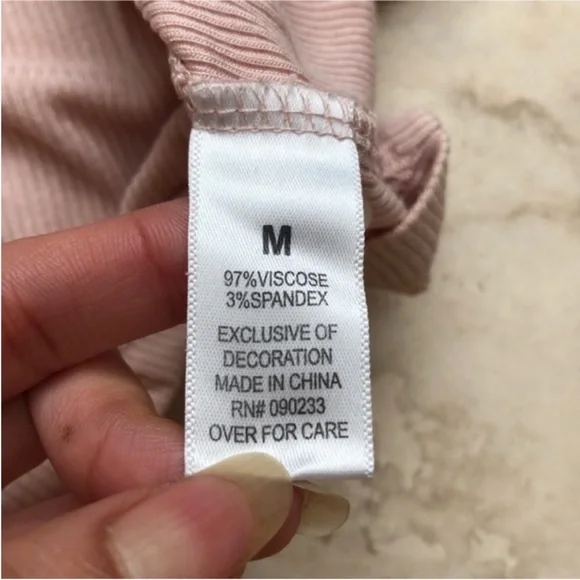 M
97%VISCOSE
3%SPANDEX
EXCLUSIVE OF
DECORATION
MADE IN CHINA
RN# 090233
OVER FOR CARE